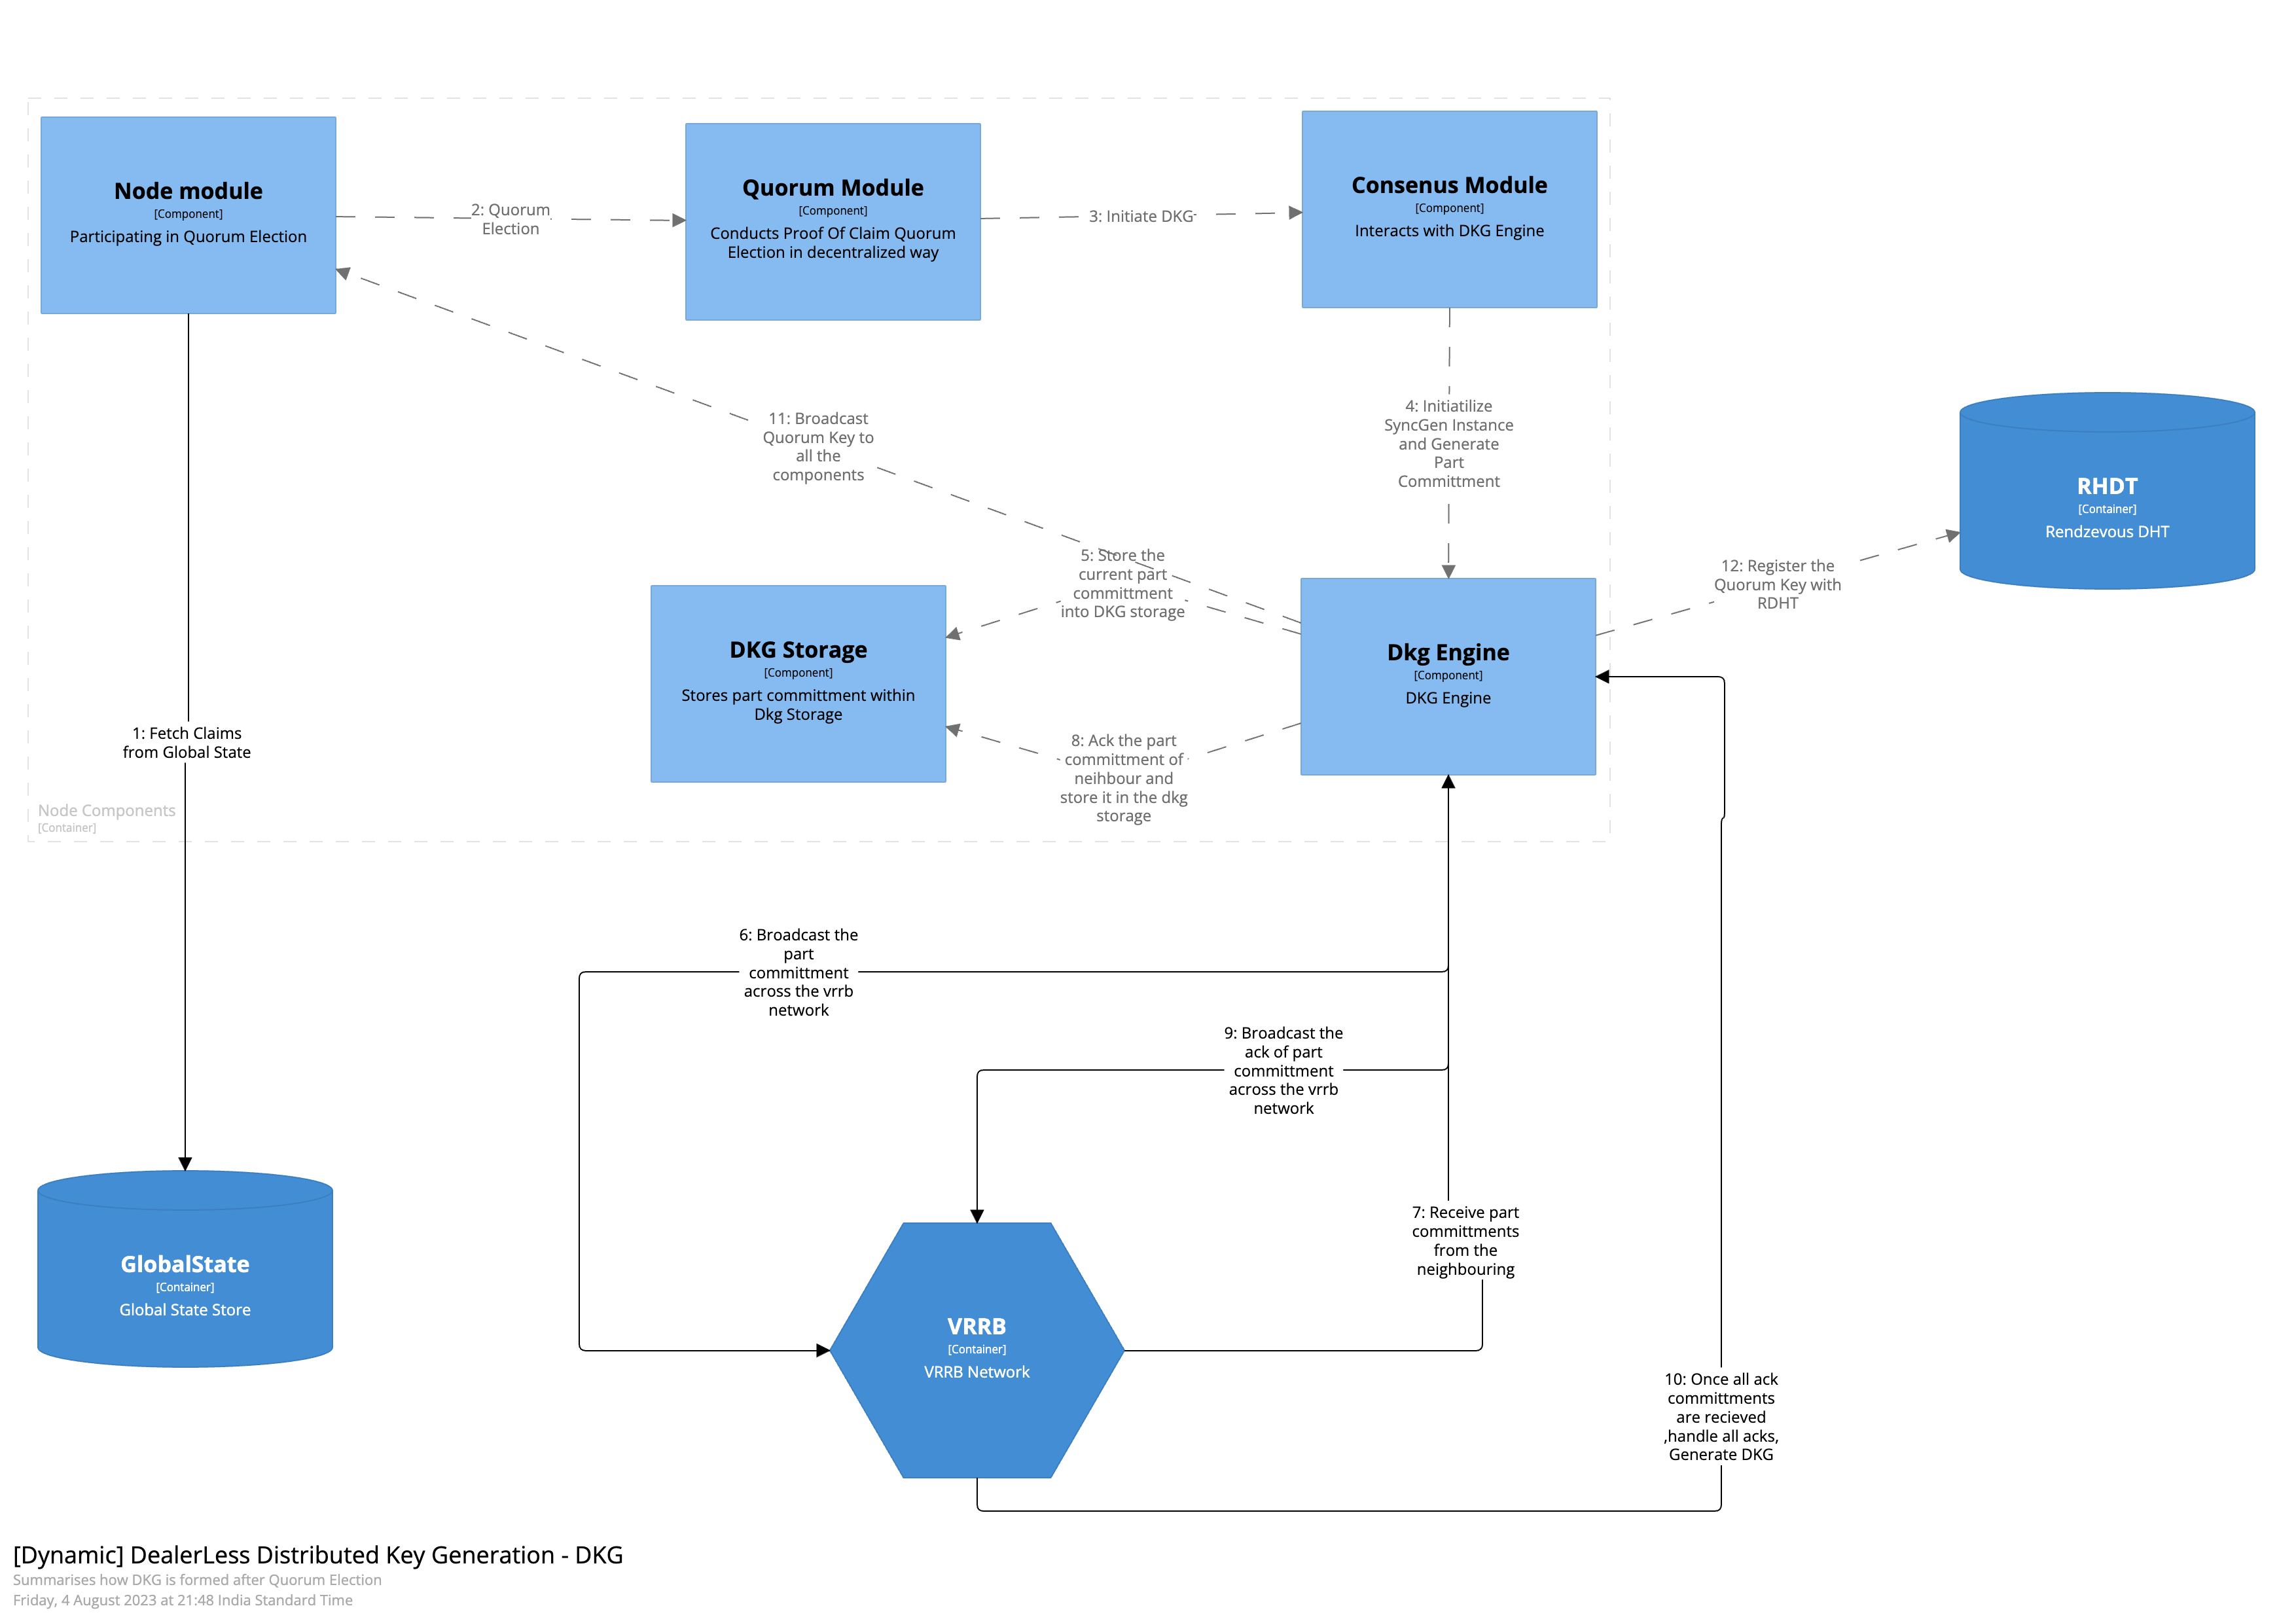 Node module
[Component]
Participating in Quorum Election
2: Quorum
Election
Quorum Module
[Component]
Conducts Proof Of Claim Quorum
Election in decentralized way
3: Initiate DKG
Consenus Module
[Component]
Interacts with DKG Engine
11: Broadcast
Quorum Key to
all the
components
4: Initiatilize
SyncGen Instance
and Generate
Part
Committment
RHDT
[Container]
Rendzevous DHT
5: Store the
current part
committment
into DKG storage
12: Register the
Quorum Key with
RDHT
DKG Storage
[Component]
Stores part committment within
Dkg Storage
Dkg Engine
[Component]
DKG Engine
1: Fetch Claims
from Global State
8: Ack the part
committment of
neihbour and
store it in the dkg
storage
Node Components
[Container]
6: Broadcast the
part
committment
across the vrrb
network
9: Broadcast the
ack of part
committment
across the vrrb
network
7: Receive part
committments
from the
neighbouring
GlobalState
[Container]
Global State Store
VRRB
[Container]
VRRB Network
10: Once all ack
committments
are recieved
,handle all acks,
Generate DKG
[Dynamic] DealerLess Distributed Key Generation - DKG
Summarises how DKG is formed after Quorum Election
Friday, 4 August 2023 at 21:48 India Standard Time